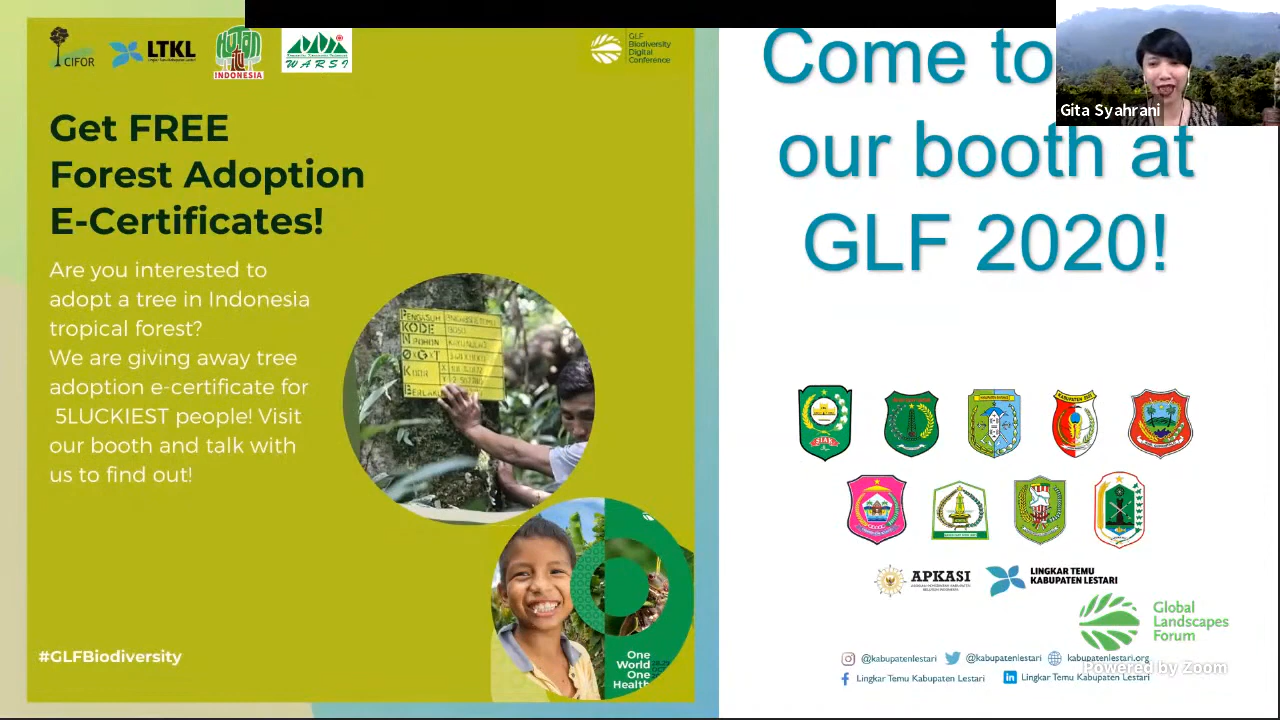 CIFOR
LTKL
HUTAN
INDONESIA
WARSI
GLF
Biodiversity
Digital
Conference
Get FREE
Forest Adoption
E-Certificates!
Are you interested to
adopt a tree in Indonesia
tropical forest?
We are giving away tree
adoption e-certificate for
5LUCKIEST people! Visit
our booth and talk with
us to find out!
PENGASUH
KODE
#GLFBiodiversity
One
World
One
Health
Come to
our booth at
GLF 2020!
Gita Syahrani
SIAK
APKASI
LINGKAR TEMU
KABUPATEN LESTARI
Global
Landscapes
Forum
@kabupatenlestari
@kabupatenlestari
kabupatenlestari.org
Lingkar Temu Kabupaten Lestari
Lingkar Temu Kabupaten Lestari
Powered by Zoom